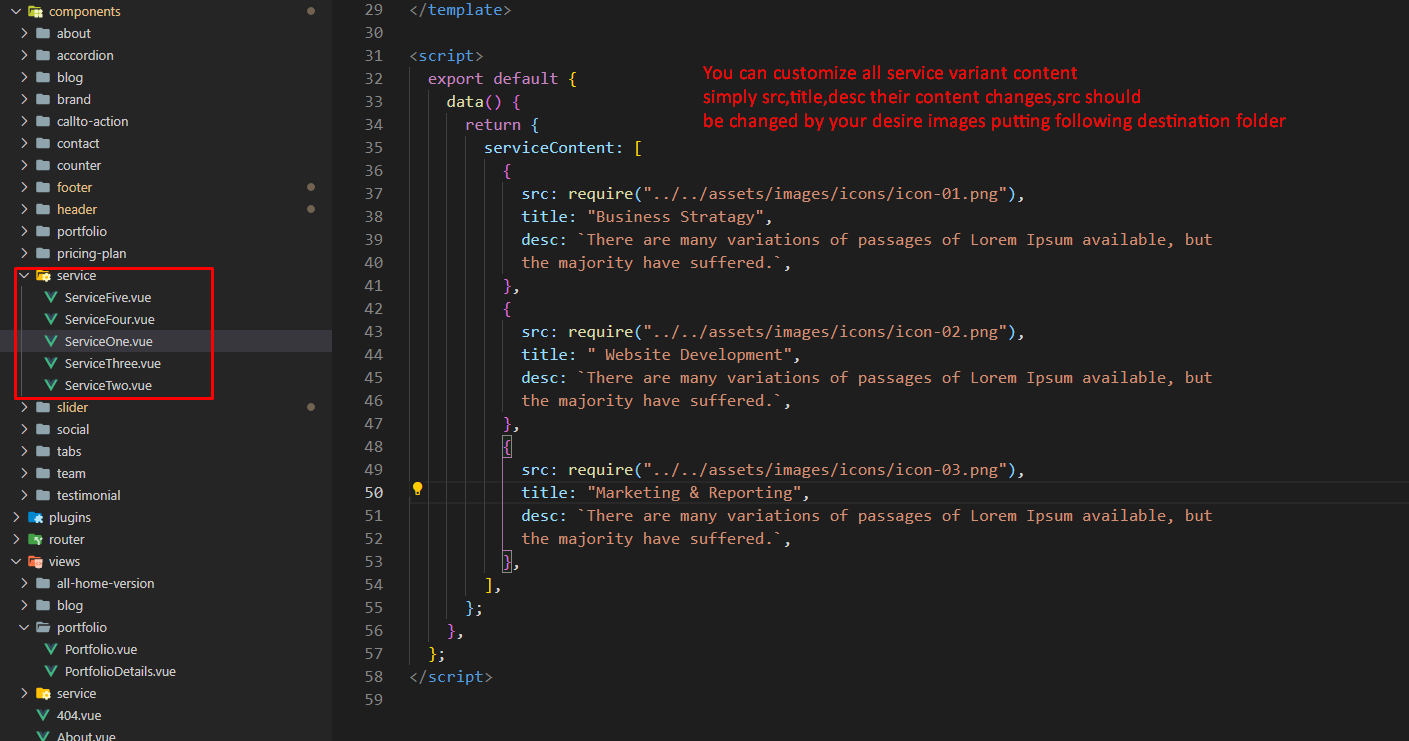 components
about
accordion
blog
brand
callto-action
contact
counter
footer
header
portfolio
pricing-plan
service
ServiceFive.vue
ServiceFour.vue
ServiceOne.vue
ServiceThree.vue
ServiceTwo.vue
slider
social
tabs
team
testimonial
plugins
router
views
all-home-version
blog
portfolio
Portfolio.vue
PortfolioDetails.vue
service
404.vue
About.vue
29 </template>
30
31 <script>
32 export default {
33 data() {
34 return {
35 serviceContent: [
36 {
37 src: require("../../assets/images/icons/icon-01.png"),
38 title: "Business Stratagy",
39 desc: `There are many variations of passages of Lorem Ipsum available, but
40 the majority have suffered.`,
41 },
42 {
43 src: require("../../assets/images/icons/icon-02.png"),
44 title: " Website Development",
45 desc: `There are many variations of passages of Lorem Ipsum available, but
46 the majority have suffered.`,
47 },
48 {
49 src: require("../../assets/images/icons/icon-03.png"),
50 title: "Marketing & Reporting",
51 desc: `There are many variations of passages of Lorem Ipsum available, but
52 the majority have suffered.`,
53 },
54 ],
55 };
56 },
57 };
58 </script>
59
You can customize all service variant content
simply src,title,desc their content changes,src should
be changed by your desire images putting following destination folder